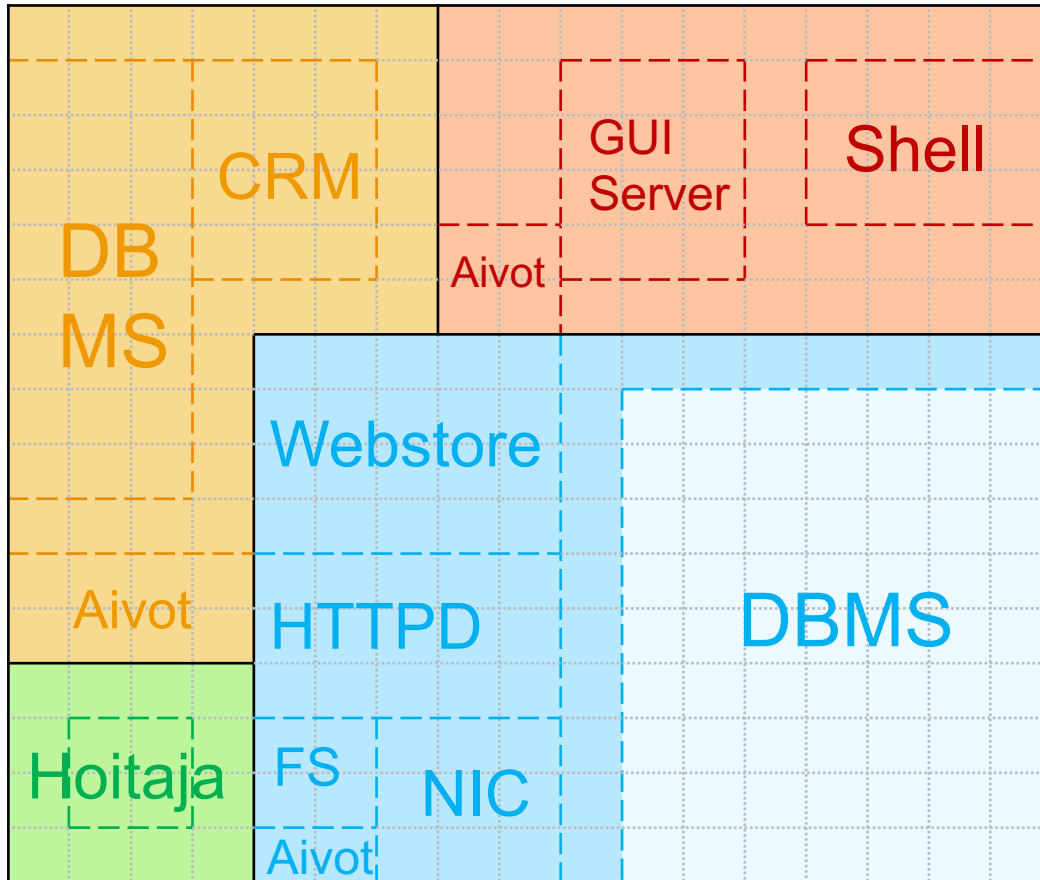 CRM
DB
MS
Aivot
GUI
Server
Shell
Aivot
Webstore
HTTPD
DBMS
Hoitaja
FS
NIC
Aivot